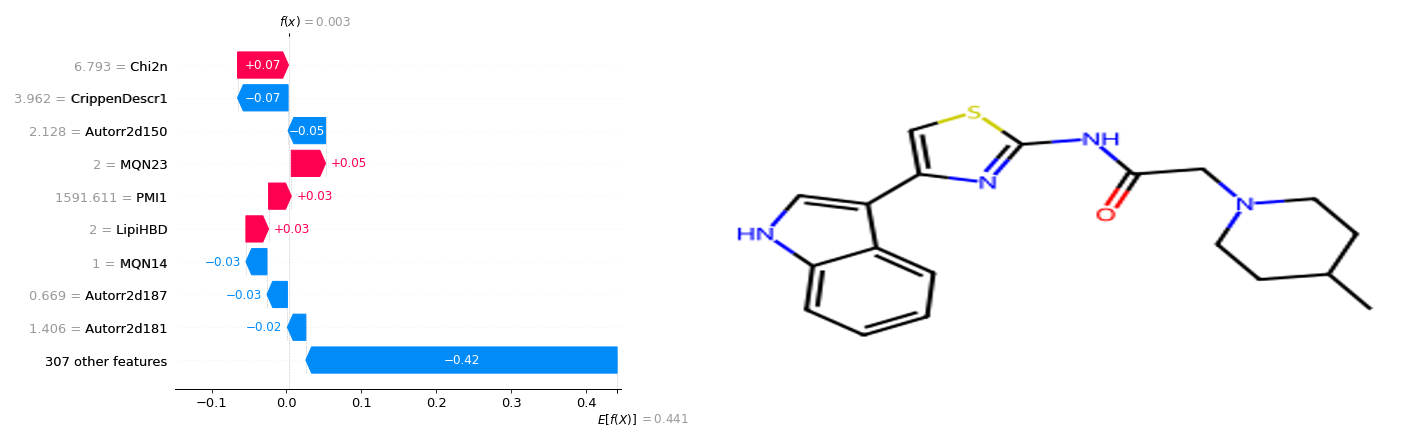 f(x) = 0.003
6.793 = Chi2n
+0.07
3.962 = CrippenDescr1
−0.07
2.128 = Autorr2d150
−0.05
2 = MQN23
+0.05
1591.611 = PMI1
+0.03
2 = LipiHBD
+0.03
1 = MQN14
−0.03
0.669 = Autorr2d187
−0.03
1.406 = Autorr2d181
−0.02
307 other features
−0.42
−0.1 0.0 0.1 0.2 0.3 0.4
E[f(X)] = 0.441
S
NH
N
O
N
HN